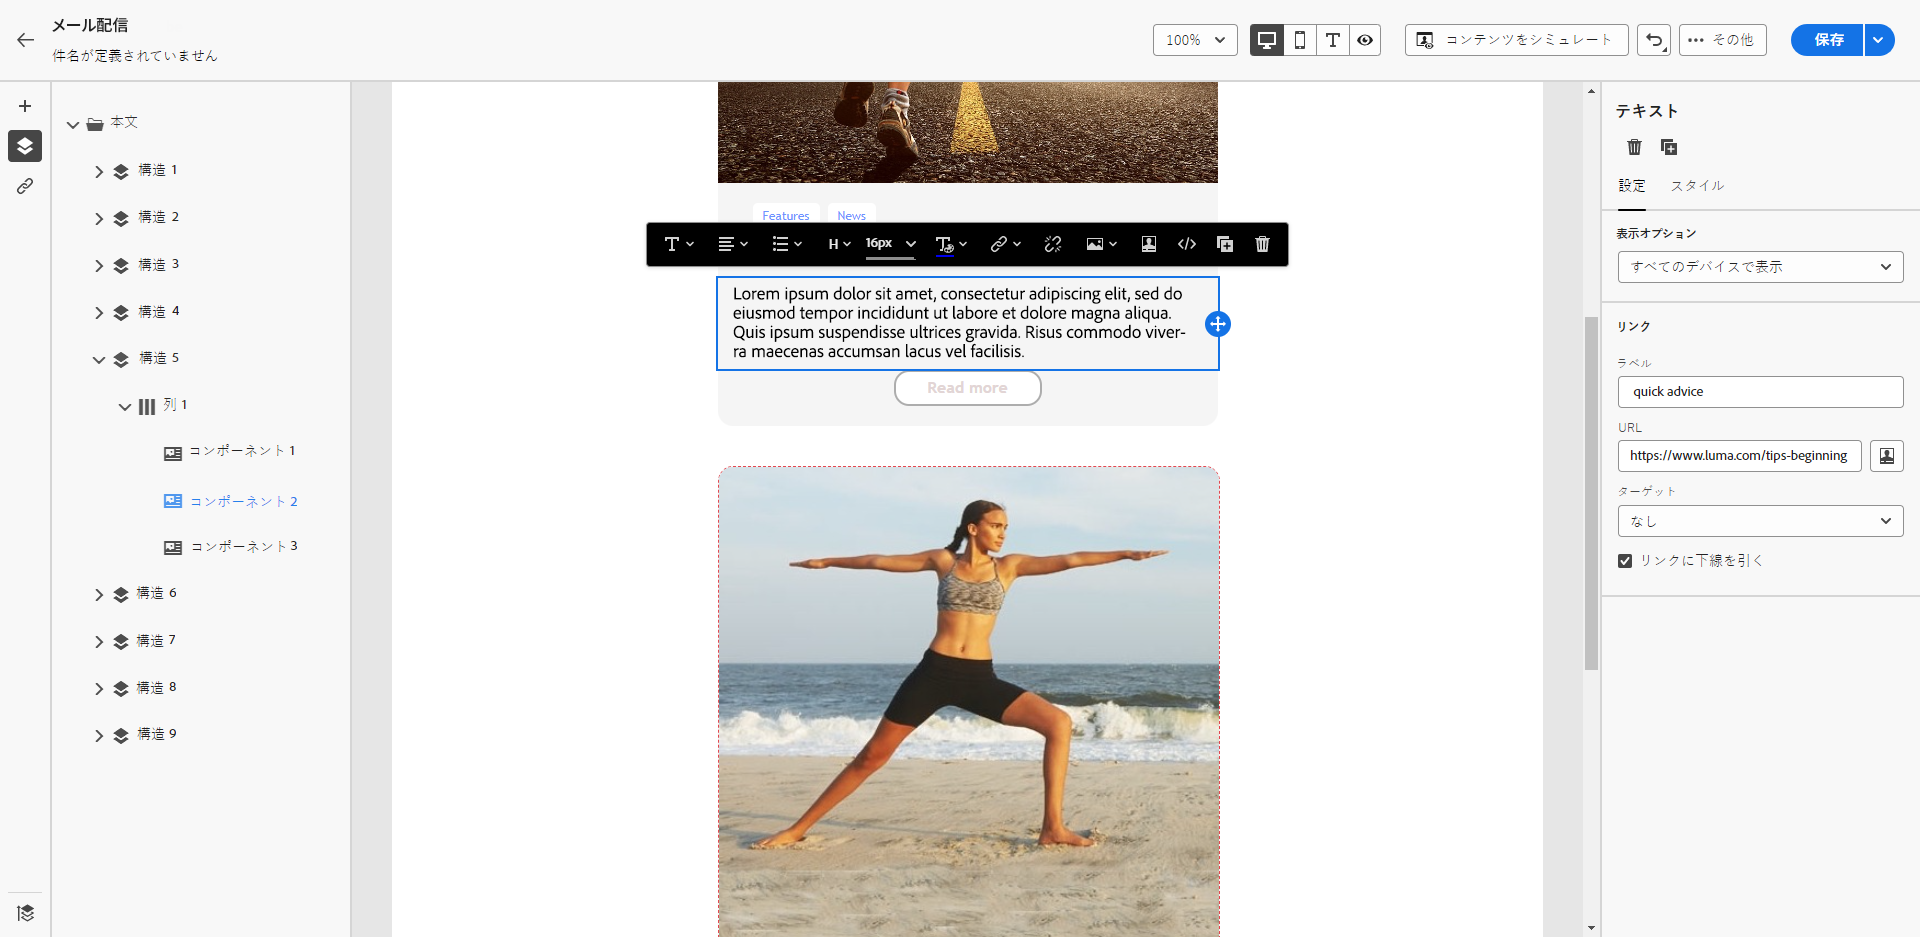 メール配信
件名が定義されていません
100%
コンテンツをシミュレート
その他
保存
本文
構造 1
構造 2
構造 3
構造 4
構造 5
列 1
コンポーネント 1
コンポーネント 2
コンポーネント 3
構造 6
構造 7
構造 8
構造 9
Features
News
H
16px
Lorem ipsum dolor sit amet, consectetur adipiscing elit, sed do
eiusmod tempor incididunt ut labore et dolore magna aliqua.
Quis ipsum suspendisse ultrices gravida. Risus commodo viver-
ra maecenas accumsan lacus vel facilisis.
Read more
テキスト
設定
スタイル
表示オプション
すべてのデバイスで表示
リンク
ラベル
quick advice
URL
https://www.luma.com/tips-beginning
ターゲット
なし
リンクに下線を引く